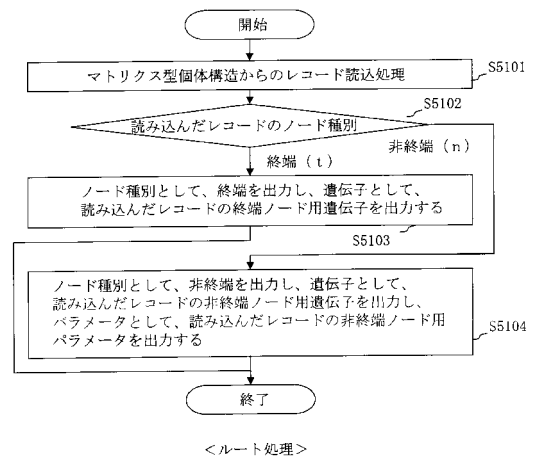 開始
マトリクス型個体構造からのレコード読込処理
S5101
S5102
読み込んだレコードのノード種別
非終端（n）
終端（t）
ノード種別として、終端を出力し、遺伝子として、
読み込んだレコードの終端ノード用遺伝子を出力する
S5103
ノード種別として、非終端を出力し、遺伝子として、
読み込んだレコードの非終端ノード用遺伝子を出力し、
パラメータとして、読み込んだレコードの非終端ノード用
パラメータを出力する
S5104
終了
＜ルート処理＞